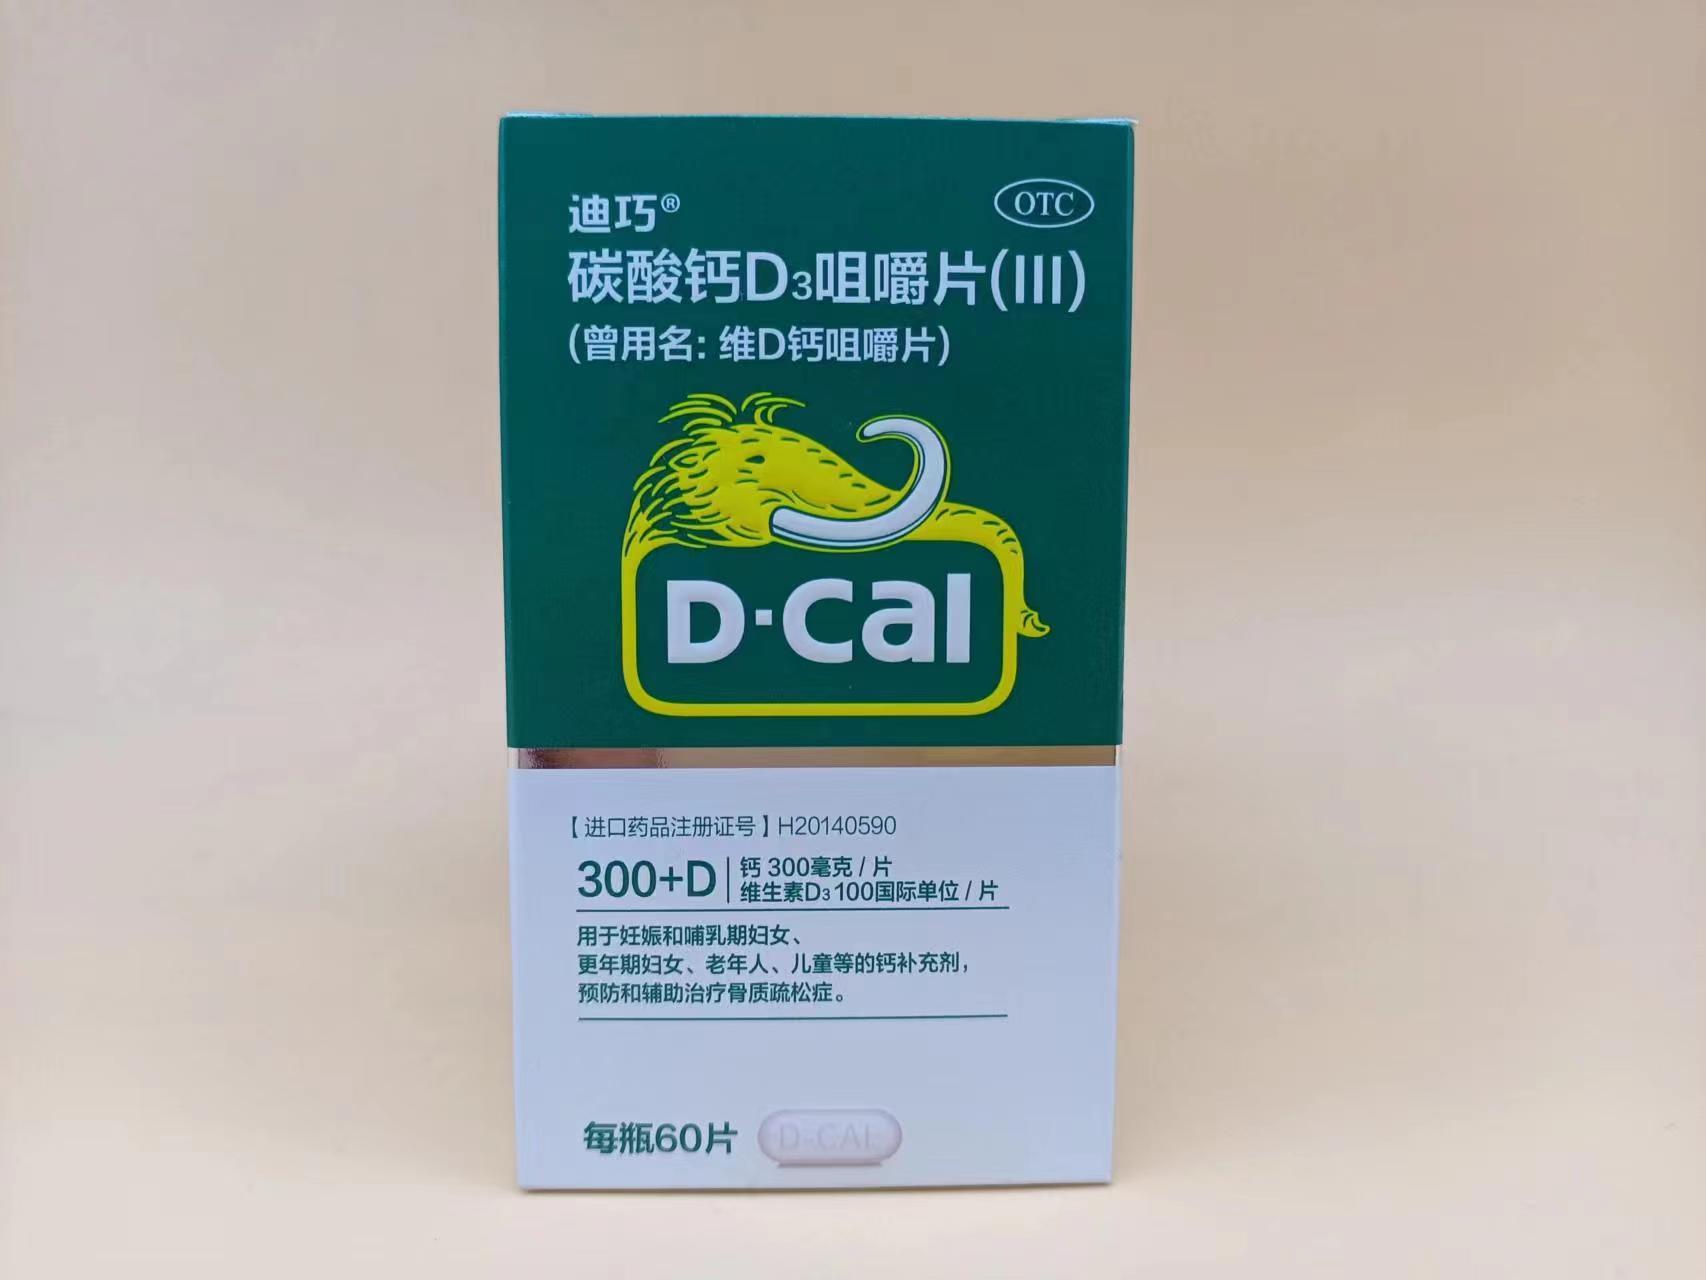 迪巧®
OTC
碳酸钙D₃咀嚼片(III)
(曾用名: 维D钙咀嚼片)
D·Cal
【进口药品注册证号】H20140590
300+D
钙 300毫克 / 片
维生素D₃ 100国际单位 / 片
用于妊娠和哺乳期妇女、
更年期妇女、老年人、儿童等的钙补充剂，
预防和辅助治疗骨质疏松症。
每瓶60片
D-CAL